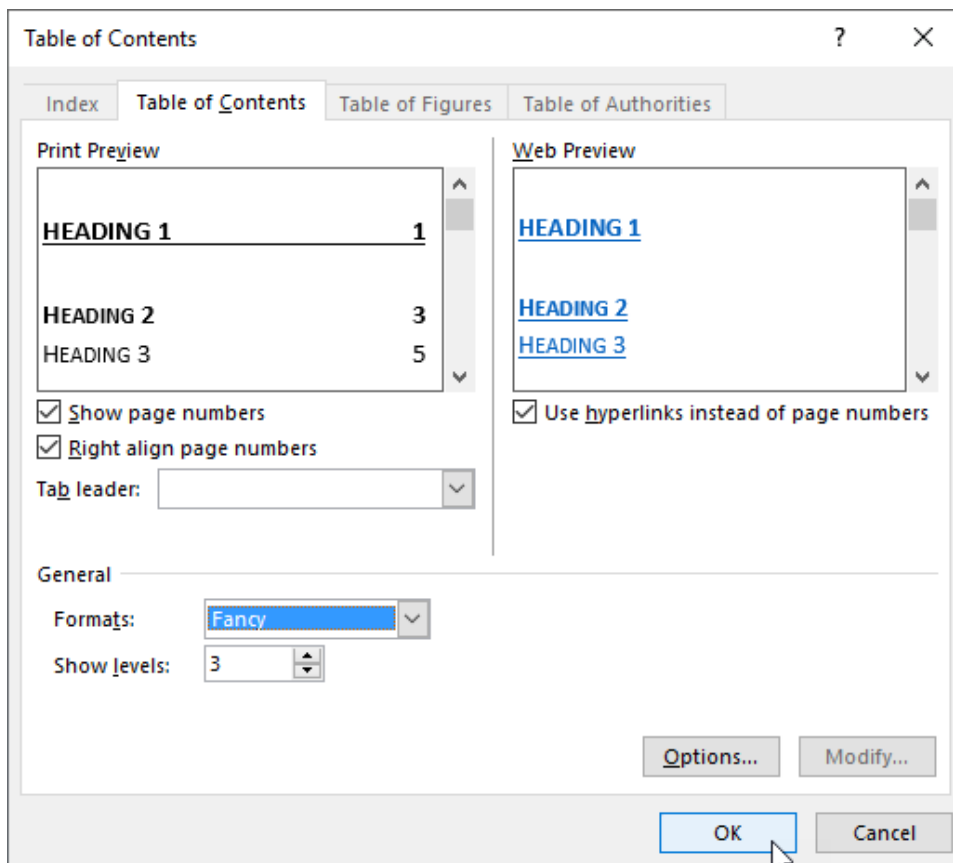 Table of Contents ?
Index Table of Contents Table of Figures Table of Authorities
Print Preview
HEADING 1 1
HEADING 2 3
HEADING 3 5
Show page numbers
Right align page numbers
Tab leader:
Web Preview
HEADING 1
HEADING 2
HEADING 3
Use hyperlinks instead of page numbers
General
Formats: Fancy
Show levels: 3
Options... Modify...
OK Cancel